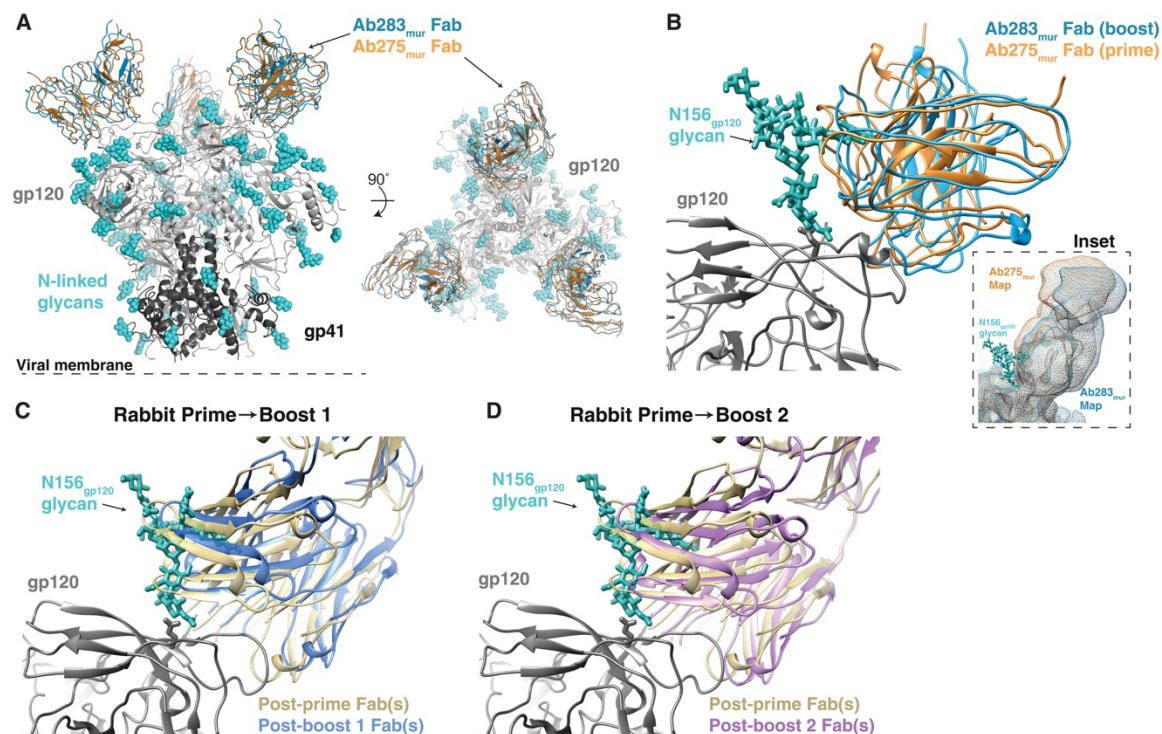 A
Ab283mur Fab
Ab275mur Fab
gp120
90°
gp120
N-linked
glycans
gp41
Viral membrane
B
Ab283mur Fab (boost)
Ab275mur Fab (prime)
N156gp120
glycan
gp120
Inset
Ab275mur
Map
N156gp120
glycan
Ab283mur
Map
C
Rabbit Prime→Boost 1
N156gp120
glycan
gp120
Post-prime Fab(s)
Post-boost 1 Fab(s)
D
Rabbit Prime→Boost 2
N156gp120
glycan
gp120
Post-prime Fab(s)
Post-boost 2 Fab(s)